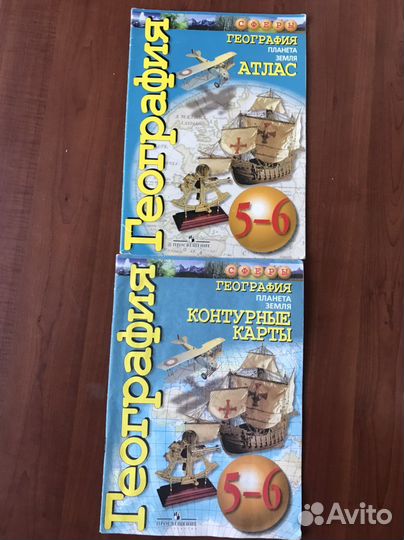 География
СФЕРЫ
ГЕОГРАФИЯ
ПЛАНЕТА
ЗЕМЛЯ
АТЛАС
5–6
ПРОСВЕЩЕНИЕ
География
СФЕРЫ
ГЕОГРАФИЯ
ПЛАНЕТА
ЗЕМЛЯ
КОНТУРНЫЕ
КАРТЫ
5–6
ПРОСВЕЩЕНИЕ
Avito